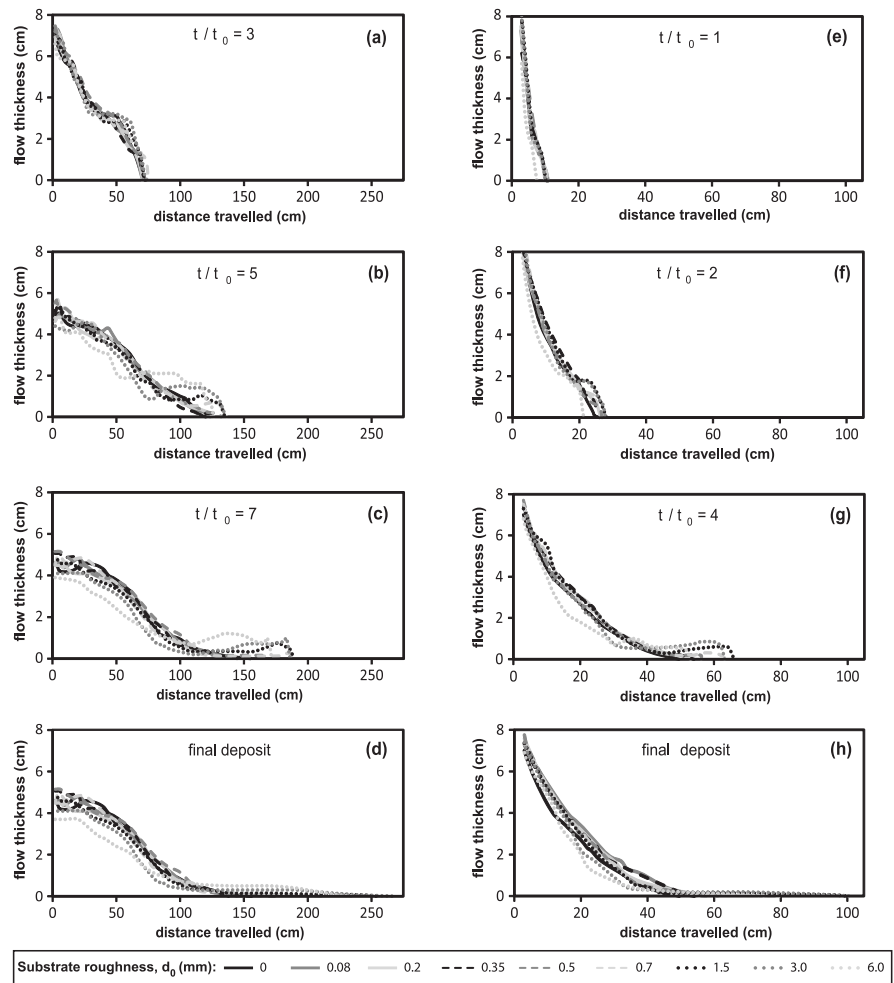 t / t 0 = 3
(a)
flow thickness (cm)
8
6
4
2
0
0 50 100 150 200 250
distance travelled (cm)
t / t 0 = 1
(e)
flow thickness (cm)
8
6
4
2
0
0 20 40 60 80 100
distance travelled (cm)
t / t 0 = 5
(b)
flow thickness (cm)
8
6
4
2
0
0 50 100 150 200 250
distance travelled (cm)
t / t 0 = 2
(f)
flow thickness (cm)
8
6
4
2
0
0 20 40 60 80 100
distance travelled (cm)
t / t 0 = 7
(c)
flow thickness (cm)
8
6
4
2
0
0 50 100 150 200 250
distance travelled (cm)
t / t 0 = 4
(g)
flow thickness (cm)
8
6
4
2
0
0 20 40 60 80 100
distance travelled (cm)
final deposit
(d)
flow thickness (cm)
8
6
4
2
0
0 50 100 150 200 250
distance travelled (cm)
final deposit
(h)
flow thickness (cm)
8
6
4
2
0
0 20 40 60 80 100
distance travelled (cm)
Substrate roughness, d0 (mm): 0 0.08 0.2 0.35 0.5 0.7 1.5 3.0 6.0